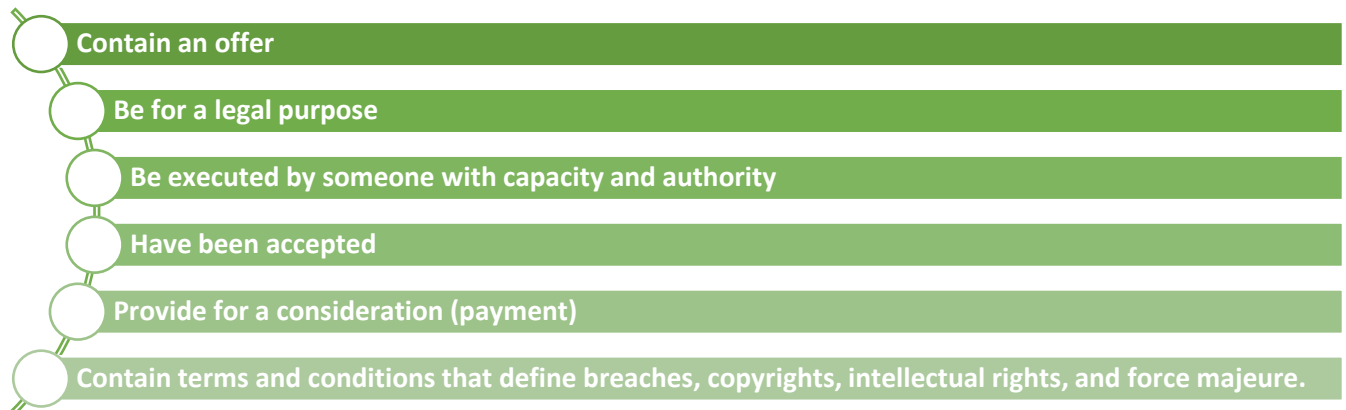 Contain an offer
Be for a legal purpose
Be executed by someone with capacity and authority
Have been accepted
Provide for a consideration (payment)
Contain terms and conditions that define breaches, copyrights, intellectual rights, and force majeure.